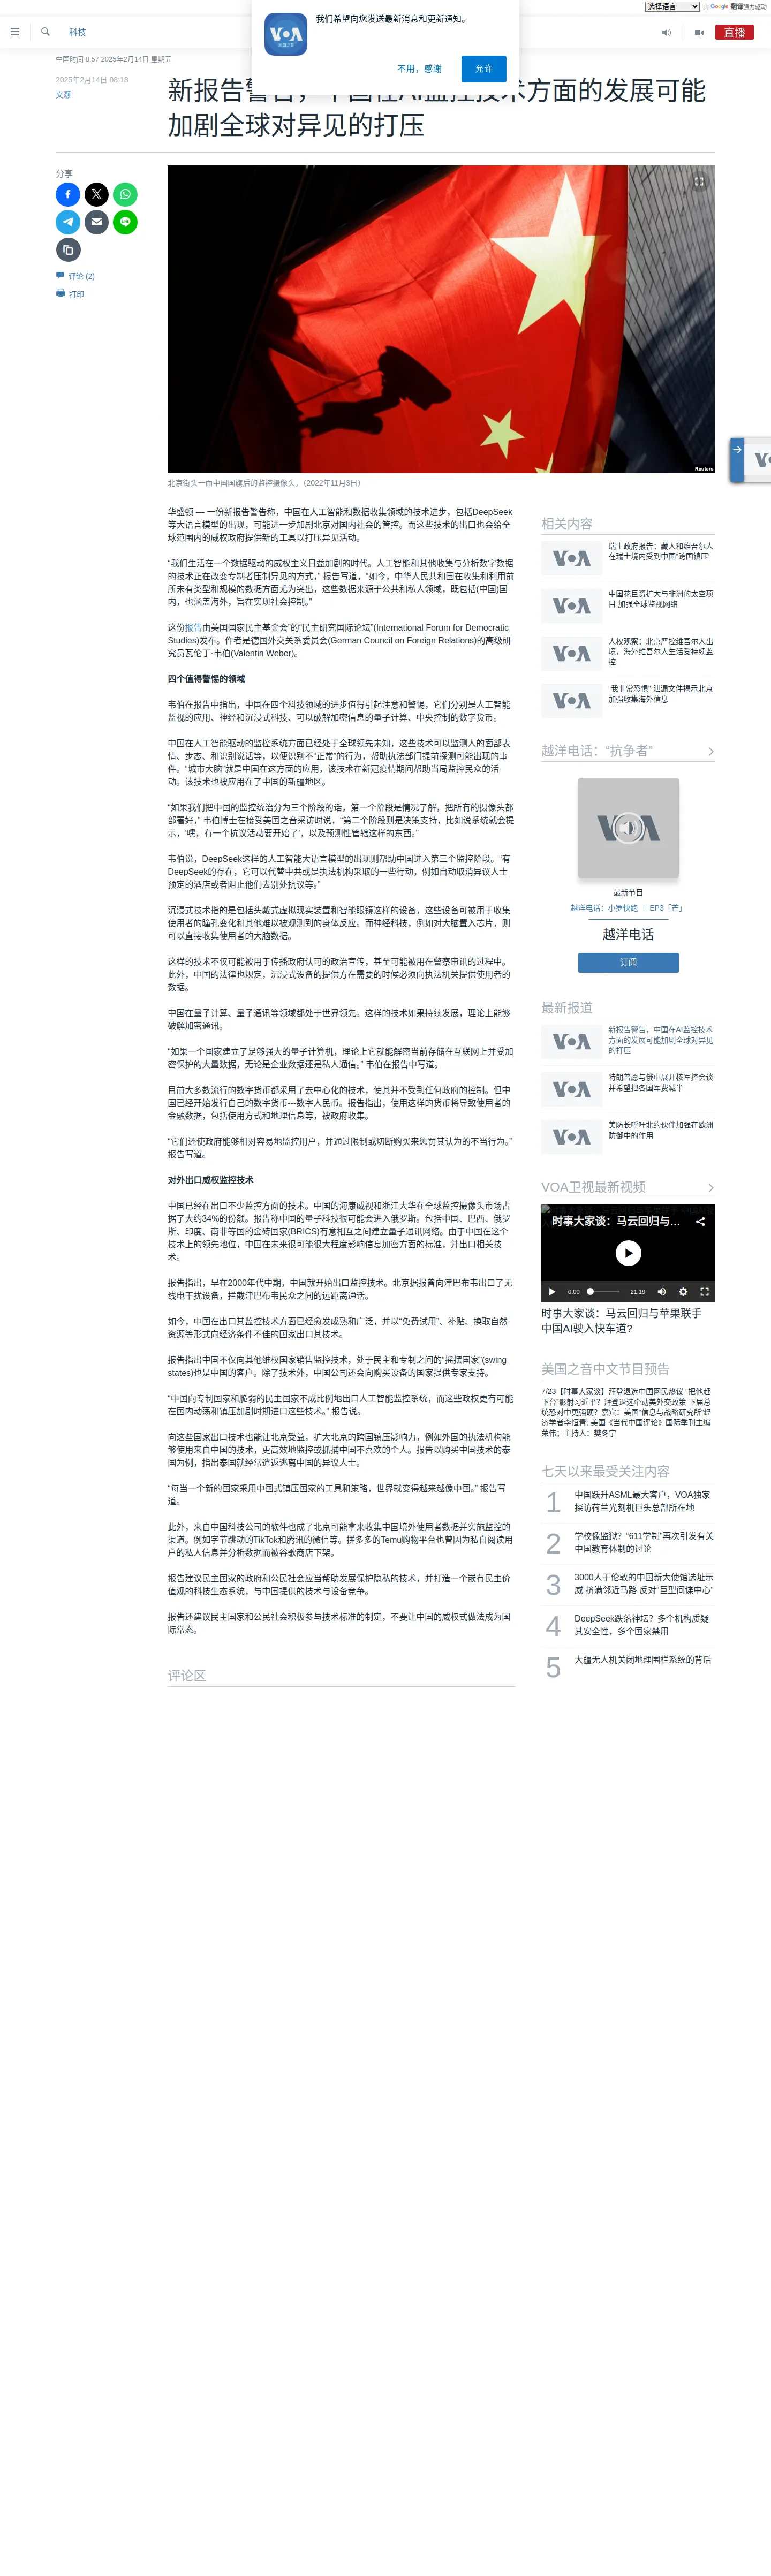 选择语言
由 Google 翻译强力驱动
VOA
美国之音
我们希望向您发送最新消息和更新通知。
不用，感谢
允许
科技
直播
中国时间 8:57 2025年2月14日 星期五
2025年2月14日 08:18
文灏
新报告警告，中国在AI监控技术方面的发展可能
加剧全球对异见的打压
分享
评论 (2)
打印
Reuters
北京街头一面中国国旗后的监控摄像头。（2022年11月3日）
华盛顿 — 一份新报告警告称，中国在人工智能和数据收集领域的技术进步，包括DeepSeek
等大语言模型的出现，可能进一步加剧北京对国内社会的管控。而这些技术的出口也会给全
球范围内的威权政府提供新的工具以打压异见活动。
“我们生活在一个数据驱动的威权主义日益加剧的时代。人工智能和其他收集与分析数字数据
的技术正在改变专制者压制异见的方式，” 报告写道，“如今，中华人民共和国在收集和利用前
所未有类型和规模的数据方面尤为突出，这些数据来源于公共和私人领域，既包括(中国)国
内，也涵盖海外，旨在实现社会控制。”
这份报告由美国国家民主基金会”的“民主研究国际论坛”(International Forum for Democratic
Studies)发布。作者是德国外交关系委员会(German Council on Foreign Relations)的高级研
究员瓦伦丁·韦伯(Valentin Weber)。
四个值得警惕的领域
韦伯在报告中指出，中国在四个科技领域的进步值得引起注意和警惕，它们分别是人工智能
监视的应用、神经和沉浸式科技、可以破解加密信息的量子计算、中央控制的数字货币。
中国在人工智能驱动的监控系统方面已经处于全球领先未知，这些技术可以监测人的面部表
情、步态、和识别说话等，以便识别不“正常”的行为，帮助执法部门提前探测可能出现的事
件。“城市大脑”就是中国在这方面的应用，该技术在新冠疫情期间帮助当局监控民众的活
动。该技术也被应用在了中国的新疆地区。
“如果我们把中国的监控统治分为三个阶段的话，第一个阶段是情况了解，把所有的摄像头都
部署好，” 韦伯博士在接受美国之音采访时说，“第二个阶段则是决策支持，比如说系统就会提
示，‘嘿，有一个抗议活动要开始了’，以及预测性管辖这样的东西。”
韦伯说，DeepSeek这样的人工智能大语言模型的出现则帮助中国进入第三个监控阶段。“有
DeepSeek的存在，它可以代替中共或是执法机构采取的一些行动，例如自动取消异议人士
预定的酒店或者阻止他们去别处抗议等。”
沉浸式技术指的是包括头戴式虚拟现实装置和智能眼镜这样的设备，这些设备可被用于收集
使用者的瞳孔变化和其他难以被观测到的身体反应。而神经科技，例如对大脑置入芯片，则
可以直接收集使用者的大脑数据。
这样的技术不仅可能被用于传播政府认可的政治宣传，甚至可能被用在警察审讯的过程中。
此外，中国的法律也规定，沉浸式设备的提供方在需要的时候必须向执法机关提供使用者的
数据。
中国在量子计算、量子通讯等领域都处于世界领先。这样的技术如果持续发展，理论上能够
破解加密通讯。
“如果一个国家建立了足够强大的量子计算机，理论上它就能解密当前存储在互联网上并受加
密保护的大量数据，无论是企业数据还是私人通信。” 韦伯在报告中写道。
目前大多数流行的数字货币都采用了去中心化的技术，使其并不受到任何政府的控制。但中
国已经开始发行自己的数字货币---数字人民币。报告指出，使用这样的货币将导致使用者的
金融数据，包括使用方式和地理信息等，被政府收集。
“它们还使政府能够相对容易地监控用户，并通过限制或切断购买来惩罚其认为的不当行为。”
报告写道。
对外出口威权监控技术
中国已经在出口不少监控方面的技术。中国的海康威视和浙江大华在全球监控摄像头市场占
据了大约34%的份额。报告称中国的量子科技很可能会进入俄罗斯。包括中国、巴西、俄罗
斯、印度、南非等国的金砖国家(BRICS)有意相互之间建立量子通讯网络。由于中国在这个
技术上的领先地位，中国在未来很可能很大程度影响信息加密方面的标准，并出口相关技
术。
报告指出，早在2000年代中期，中国就开始出口监控技术。北京据报曾向津巴布韦出口了无
线电干扰设备，拦截津巴布韦民众之间的远距离通话。
如今，中国在出口其监控技术方面已经愈发成熟和广泛，并以“免费试用”、补贴、换取自然
资源等形式向经济条件不佳的国家出口其技术。
报告指出中国不仅向其他维权国家销售监控技术，处于民主和专制之间的“摇摆国家”(swing
states)也是中国的客户。除了技术外，中国公司还会向购买设备的国家提供专家支持。
“中国向专制国家和脆弱的民主国家不成比例地出口人工智能监控系统，而这些政权更有可能
在国内动荡和镇压加剧时期进口这些技术。” 报告说。
向这些国家出口技术也能让北京受益，扩大北京的跨国镇压影响力，例如外国的执法机构能
够使用来自中国的技术，更高效地监控或抓捕中国不喜欢的个人。报告以购买中国技术的泰
国为例，指出泰国就经常遣返逃离中国的异议人士。
“每当一个新的国家采用中国式镇压国家的工具和策略，世界就变得越来越像中国。” 报告写
道。
此外，来自中国科技公司的软件也成了北京可能拿来收集中国境外使用者数据并实施监控的
渠道。例如字节跳动的TikTok和腾讯的微信等。拼多多的Temu购物平台也曾因为私自阅读用
户的私人信息并分析数据而被谷歌商店下架。
报告建议民主国家的政府和公民社会应当帮助发展保护隐私的技术，并打造一个嵌有民主价
值观的科技生态系统，与中国提供的技术与设备竞争。
报告还建议民主国家和公民社会积极参与技术标准的制定，不要让中国的威权式做法成为国
际常态。
评论区
相关内容
瑞士政府报告：藏人和维吾尔人
在瑞士境内受到中国“跨国镇压”
中国花巨资扩大与非洲的太空项
目 加强全球监视网络
人权观察：北京严控维吾尔人出
境，海外维吾尔人生活受持续监
控
“我非常恐惧” 泄漏文件揭示北京
加强收集海外信息
越洋电话：“抗争者”
最新节目
越洋电话：小罗快跑 ｜ EP3「芒」
越洋电话
订阅
最新报道
新报告警告，中国在AI监控技术
方面的发展可能加剧全球对异见
的打压
特朗普愿与俄中展开核军控会谈
并希望把各国军费减半
美防长呼吁北约伙伴加强在欧洲
防御中的作用
VOA卫视最新视频
时事大家谈：马云回归与...
0:00
21:19
时事大家谈：马云回归与苹果联手
中国AI驶入快车道?
美国之音中文节目预告
7/23【时事大家谈】拜登退选中国网民热议 “把他赶
下台”影射习近平？拜登退选牵动美外交政策 下届总
统恐对中更强硬？嘉宾：美国“信息与战略研究所”经
济学者李恒青; 美国《当代中国评论》国际季刊主编
荣伟；主持人：樊冬宁
七天以来最受关注内容
1
中国跃升ASML最大客户，VOA独家
探访荷兰光刻机巨头总部所在地
2
学校像监狱？“611学制”再次引发有关
中国教育体制的讨论
3
3000人于伦敦的中国新大使馆选址示
威 挤满邻近马路 反对“巨型间谍中心”
4
DeepSeek跌落神坛？多个机构质疑
其安全性，多个国家禁用
5
大疆无人机关闭地理围栏系统的背后